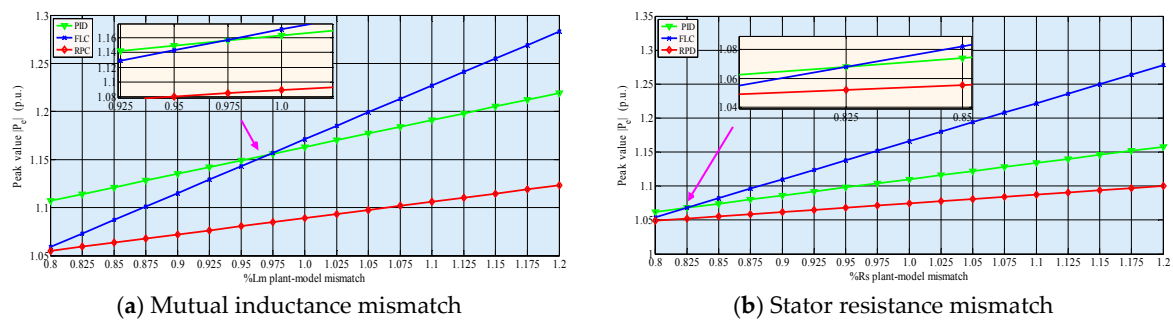 1.3
1.25
1.2
1.15
1.1
1.05
Peak value |Pe| (p.u.)
PID
FLC
RPC
1.16
1.14
1.12
1.10
1.08
0.925 0.95 0.975 1.0
0.8 0.825 0.85 0.875 0.9 0.925 0.95 0.975 1.0 1.025 1.05 1.075 1.1 1.125 1.15 1.175 1.2
%Lm plant-model mismatch
(a) Mutual inductance mismatch
1.35
1.3
1.25
1.2
1.15
1.1
1.05
1
Peak value |Pe| (p.u.)
PID
FLC
RPD
1.08
1.06
1.04
0.825 0.85
0.8 0.825 0.85 0.875 0.9 0.925 0.95 0.975 1.0 1.025 1.05 1.075 1.1 1.125 1.15 1.175 1.2
%Rs plant-model mismatch
(b) Stator resistance mismatch